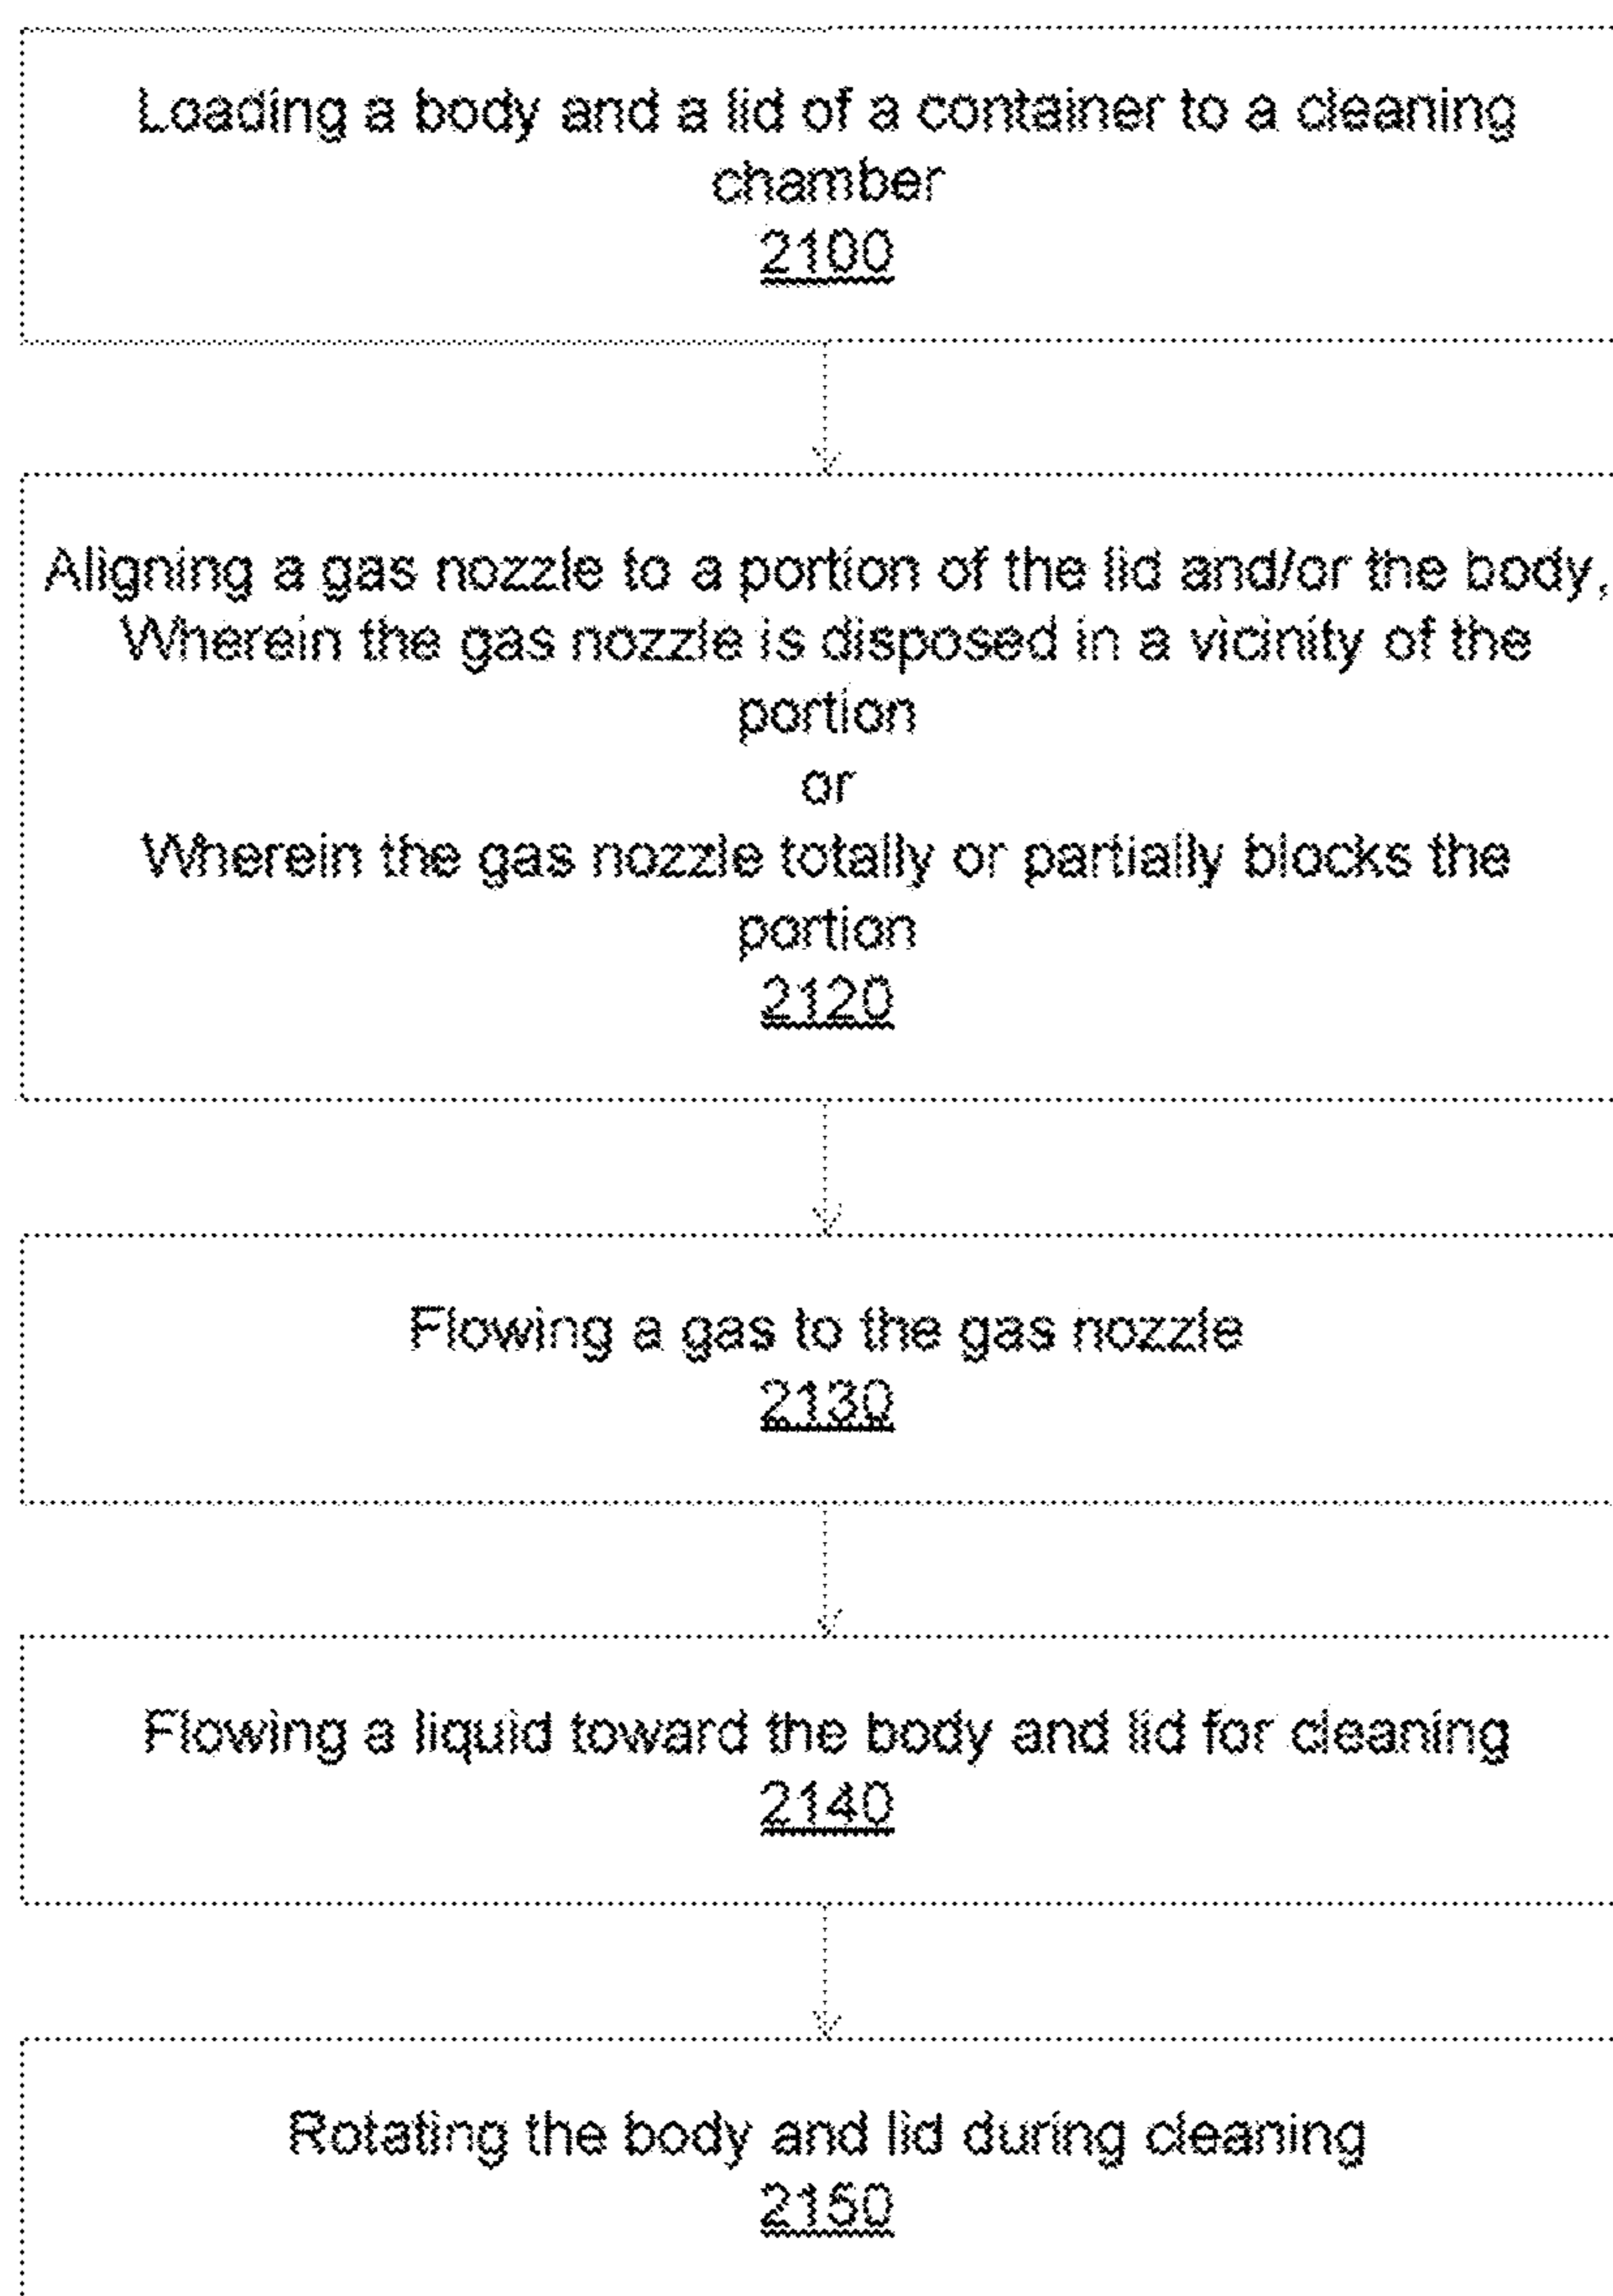 Loading a body and a lid of a container to a cleaning
chamber
2100
Aligning a gas nozzle to a portion of the lid and/or the body,
Wherein the gas nozzle is disposed in a vicinity of the
portion
or
Wherein the gas nozzle totally or partially blocks the
portion
2120
Flowing a gas to the gas nozzle
2130
Flowing a liquid toward the body and lid for cleaning
2140
Rotating the body and lid during cleaning
2150